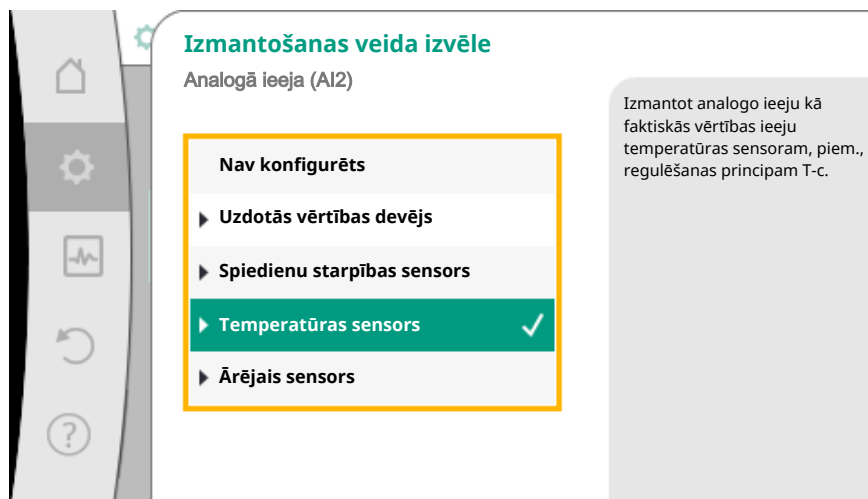 Izmantošanas veida izvēle
Analogā ieeja (AI2)
Nav konfigurēts
Uzdotās vērtības devējs
Spiedienu starpības sensors
Temperatūras sensors
Ārējais sensors
Izmantot analogo ieeju kā
faktiskās vērtības ieeju
temperatūras sensoram, piem.,
regulēšanas principam T-c.
?